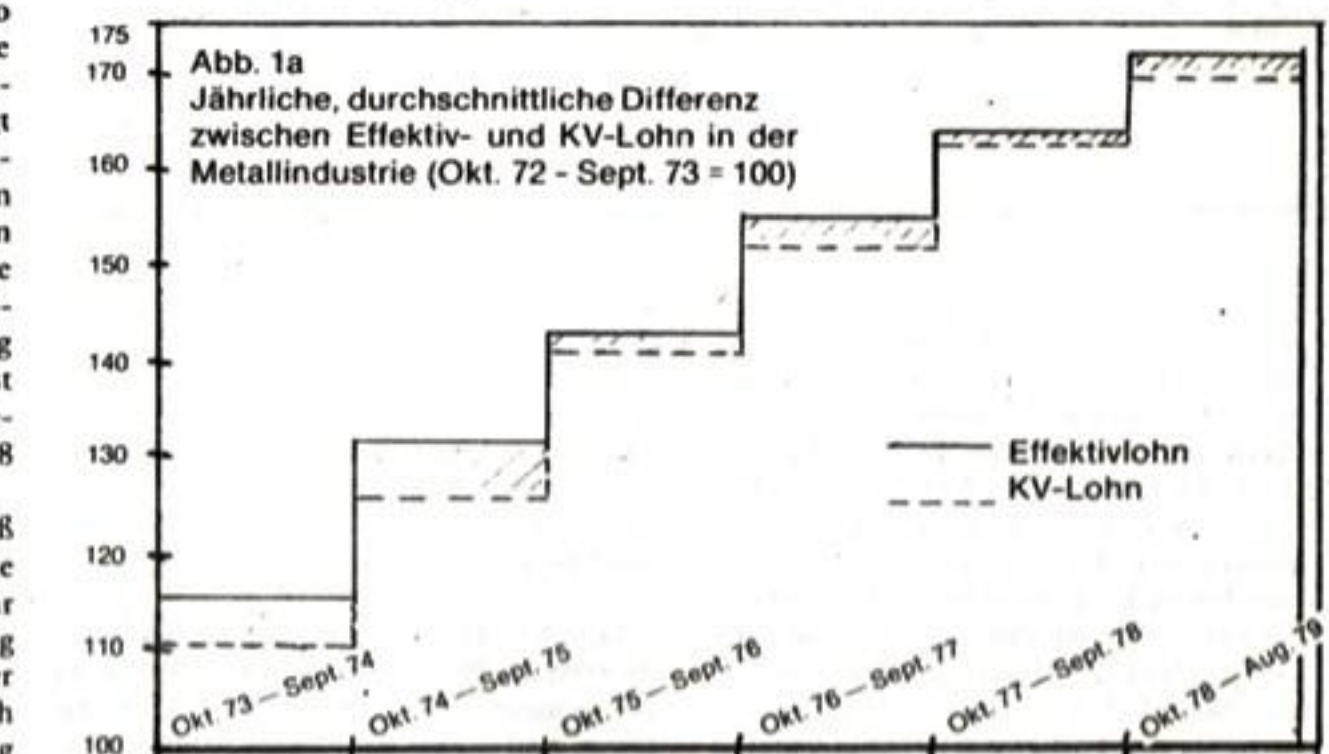 175
Abb. 1a
170
Jährliche, durchschnittliche Differenz
zwischen Effektiv- und KV-Lohn in der
160
Metallindustrie (Okt. 72 - Sept. 73 = 100)
150
140
130
Effektivlohn
KV-Lohn
120
110
100
Okt. 73 — Sept. 74
Okt. 74 — Sept. 75
Okt. 75 — Sept. 76
Okt. 76 — Sept. 77
Okt. 77 — Sept. 78
Okt. 78 — Aug. 79